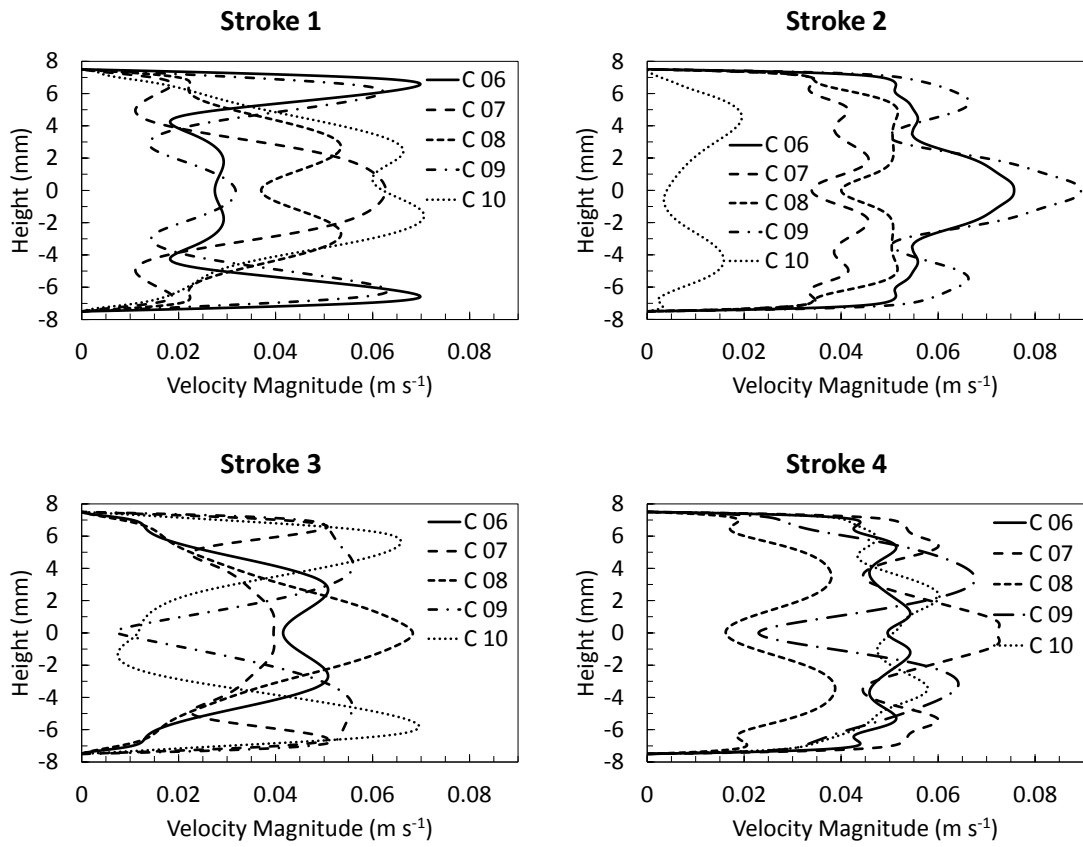 Stroke 1
8
6
4
2
0
-2
-4
-6
-8
Height (mm)
0
0.02
0.04
0.06
0.08
Velocity Magnitude (m s-1)
C 06
C 07
C 08
C 09
C 10
Stroke 2
8
6
4
2
0
-2
-4
-6
-8
Height (mm)
0
0.02
0.04
0.06
0.08
Velocity Magnitude (m s-1)
C 06
C 07
C 08
C 09
C 10
Stroke 3
8
6
4
2
0
-2
-4
-6
-8
Height (mm)
0
0.02
0.04
0.06
0.08
Velocity Magnitude (m s-1)
C 06
C 07
C 08
C 09
C 10
Stroke 4
8
6
4
2
0
-2
-4
-6
-8
Height (mm)
0
0.02
0.04
0.06
0.08
Velocity Magnitude (m s-1)
C 06
C 07
C 08
C 09
C 10